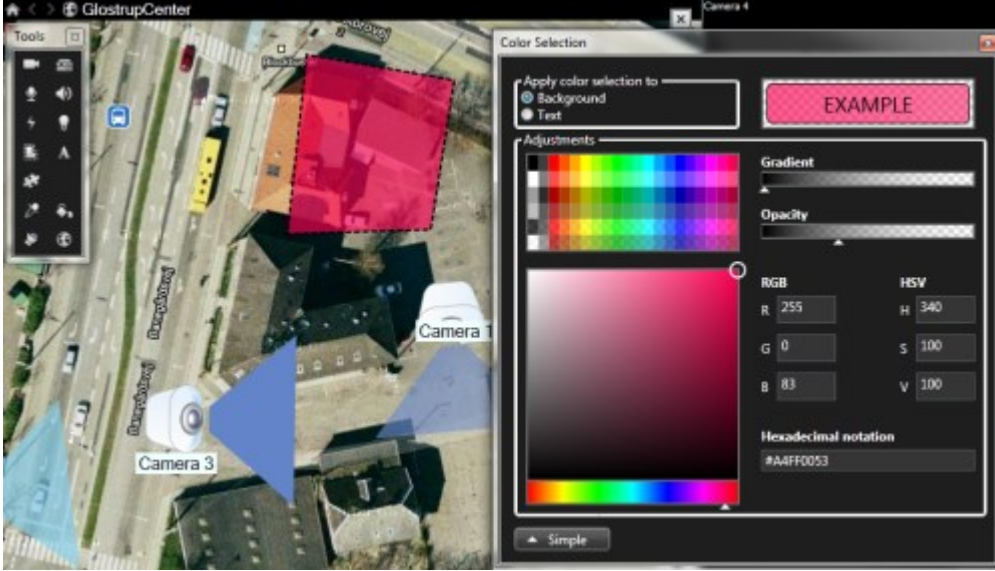 GlostrupCenter
Camera 4
Tools
A
Camera 1
Camera 3
Color Selection
Apply color selection to
Background
Text
EXAMPLE
Adjustments
Gradient
Opacity
RGB
HSV
R 255
H 340
G 0
S 100
B 83
V 100
Hexadecimal notation
#A4FF0053
Simple